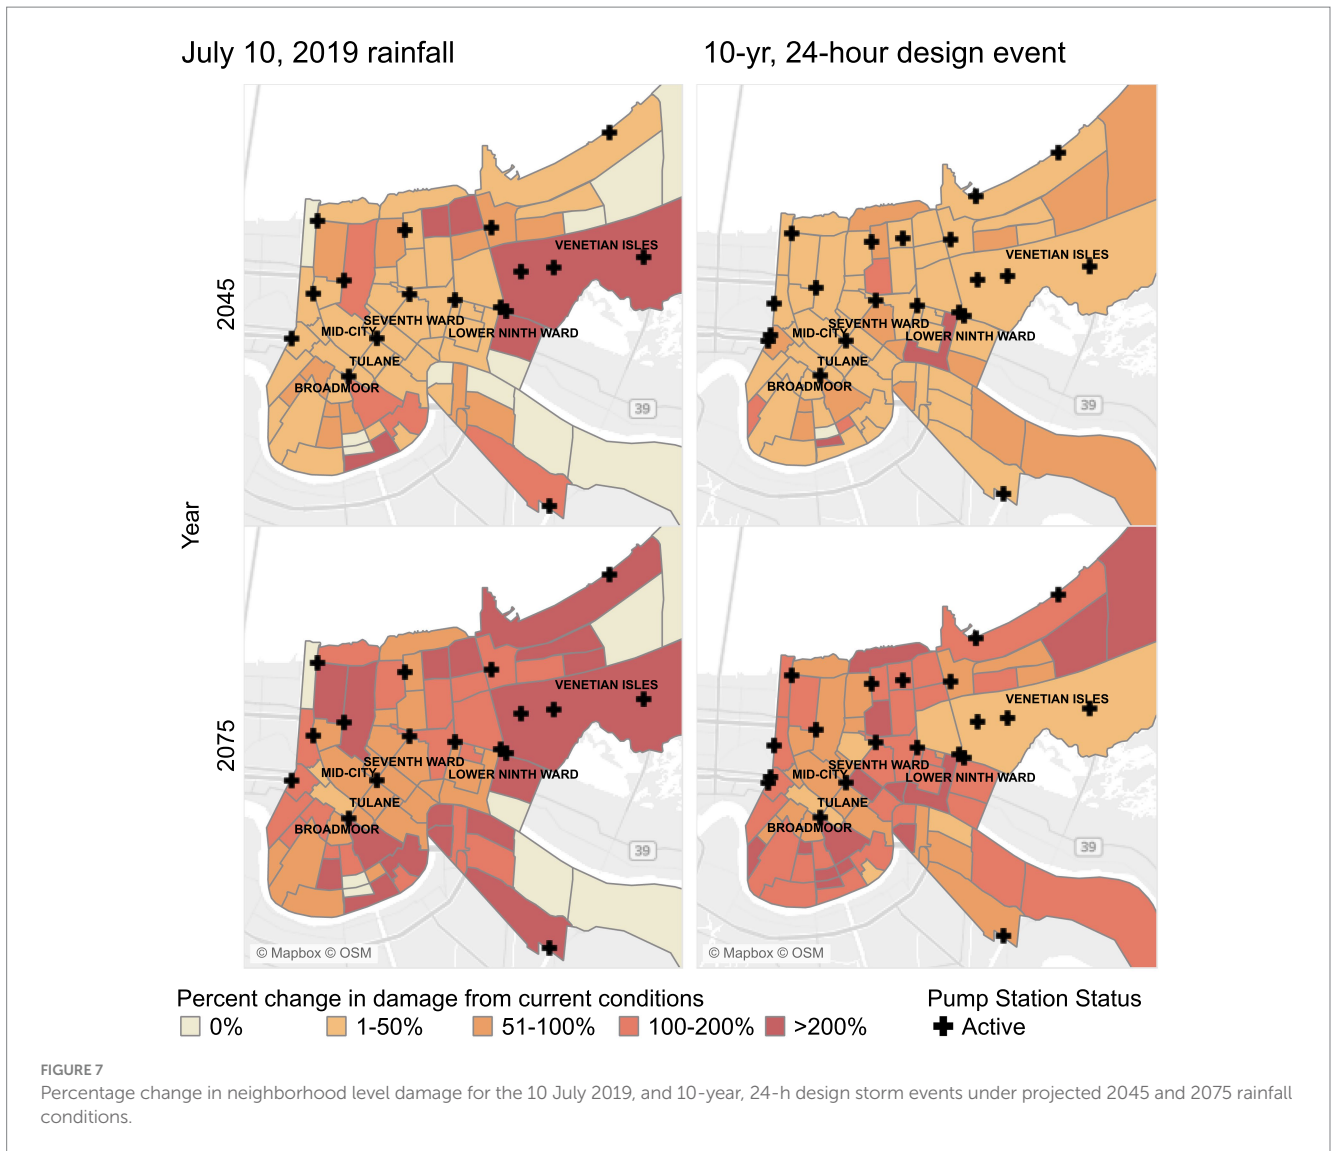 July 10, 2019 rainfall
10-yr, 24-hour design event
Year
2045
VENETIAN ISLES
SEVENTH WARD
MID-CITY
LOWER NINTH WARD
TULANE
BROADMOOR
39
VENETIAN ISLES
SEVENTH WARD
MID-CITY
LOWER NINTH WARD
TULANE
BROADMOOR
39
2075
VENETIAN ISLES
SEVENTH WARD
MID-CITY
LOWER NINTH WARD
TULANE
BROADMOOR
39
© Mapbox © OSM
VENETIAN ISLES
SEVENTH WARD
MID-CITY
LOWER NINTH WARD
TULANE
BROADMOOR
39
© Mapbox © OSM
Percent change in damage from current conditions
0% 1-50% 51-100% 100-200% >200%
Pump Station Status
Active
FIGURE 7
Percentage change in neighborhood level damage for the 10 July 2019, and 10-year, 24-h design storm events under projected 2045 and 2075 rainfall
conditions.